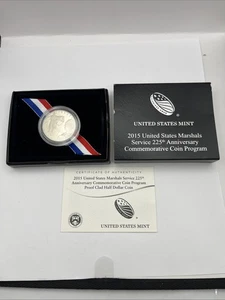 UNITED STATES MINT
2015 United States Marshals
Service 225th Anniversary
Commemorative Coin Program
CERTIFICATE OF AUTHENTICITY
2015 United States Marshals Service 225th
Anniversary Commemorative Coin Program
Proof Clad Half Dollar Coin
UNITED STATES MINT